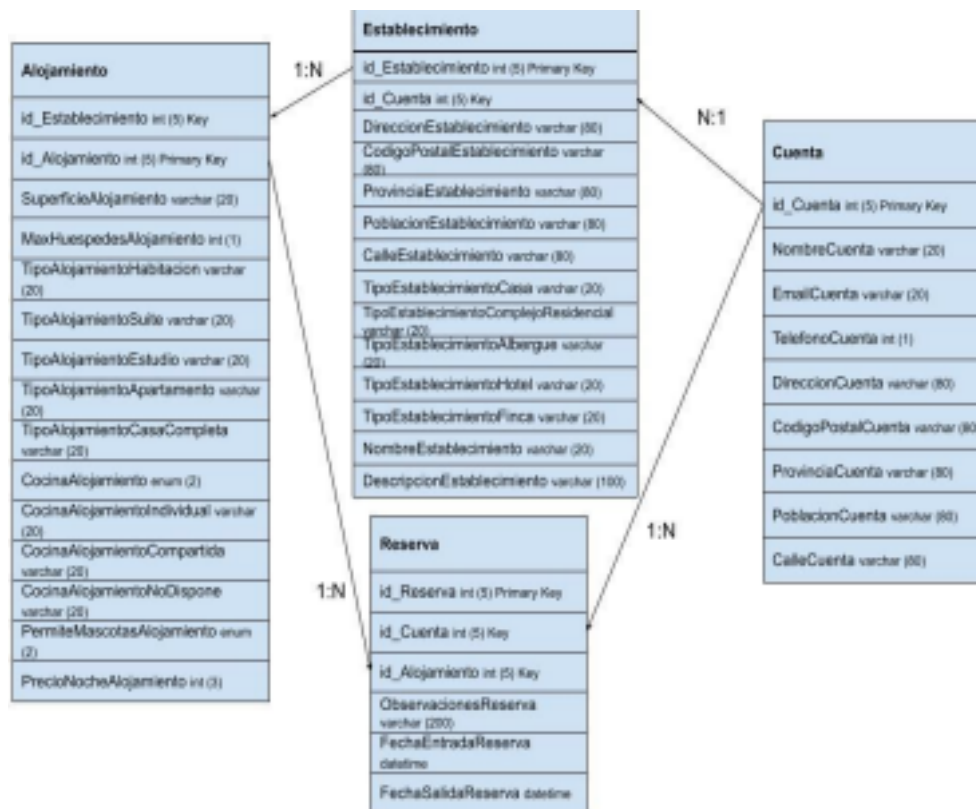 Alojamiento
id_Establecimiento int (5) Key
id_Alojamiento int (5) Primary Key
SuperficieAlojamiento varchar (20)
MaxHuespedesAlojamiento int (1)
TipoAlojamientoHabitacion varchar
(20)
TipoAlojamientoSuite varchar (20)
TipoAlojamientoEstudio varchar (20)
TipoAlojamientoApartamento varchar
(20)
TipoAlojamientoCasaCompleta
varchar (20)
CocinaAlojamiento enum (2)
CocinaAlojamientoIndividual varchar
(20)
CocinaAlojamientoCompartida
varchar (20)
CocinaAlojamientoNoDispone
varchar (20)
PermiteMascotasAlojamiento enum
(2)
PrecioNocheAlojamiento int (3)
1:N
Establecimiento
id_Establecimiento int (5) Primary Key
id_Cuenta int (5) Key
DireccionEstablecimiento varchar (80)
CodigoPostalEstablecimiento varchar
(80)
ProvinciaEstablecimiento varchar (80)
PoblacionEstablecimiento varchar (80)
CalleEstablecimiento varchar (80)
TipoEstablecimientoCasa varchar (20)
TipoEstablecimientoComplejoResidencial
varchar (20)
TipoEstablecimientoAlbergue varchar
(20)
TipoEstablecimientoHotel varchar (20)
TipoEstablecimientoFinca varchar (20)
NombreEstablecimiento varchar (20)
DescripcionEstablecimiento varchar (100)
N:1
Cuenta
id_Cuenta int (5) Primary Key
NombreCuenta varchar (20)
EmailCuenta varchar (20)
TelefonoCuenta int (1)
DireccionCuenta varchar (80)
CodigoPostalCuenta varchar (80
ProvinciaCuenta varchar (80)
PoblacionCuenta varchar (80)
CalleCuenta varchar (80)
1:N
1:N
Reserva
id_Reserva int (5) Primary Key
id_Cuenta int (5) Key
id_Alojamiento int (5) Key
ObservacionesReserva
varchar (200)
FechaEntradaReserva
datetime
FechaSalidaReserva datetime